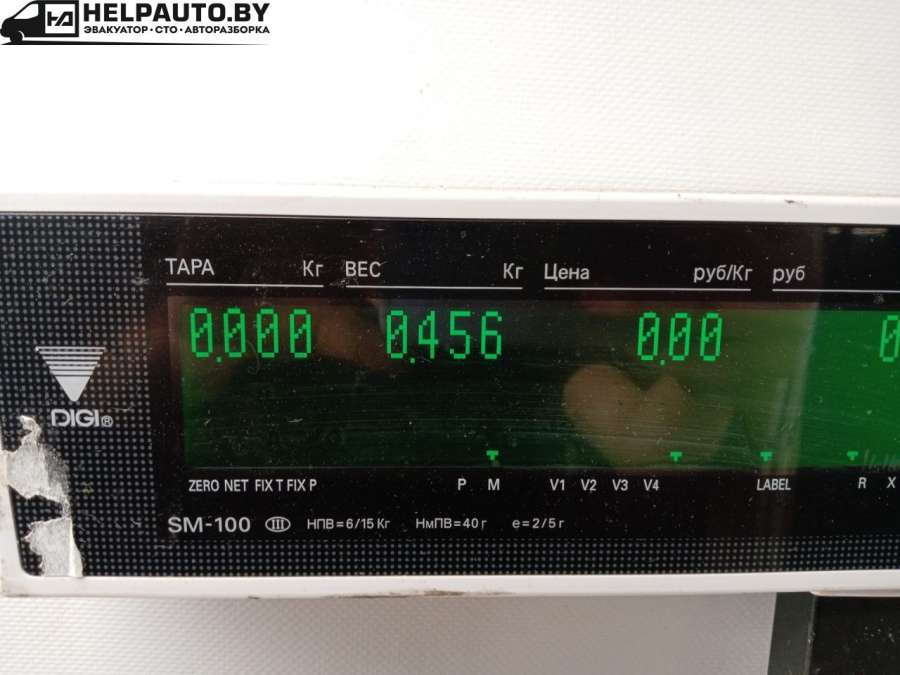 HELPAUTO.BY
ЭВАКУАТОР · СТО · АВТОРАЗБОРКА
ТАРА Кг ВЕС Кг Цена руб/Кг руб
0.000 0.456 0.00 0
DIGI®
ZERO NET FIX T FIX P P M V1 V2 V3 V4 LABEL R X
SM-100 III НПВ=6/15 Кг НмПВ=40 г e=2/5 г